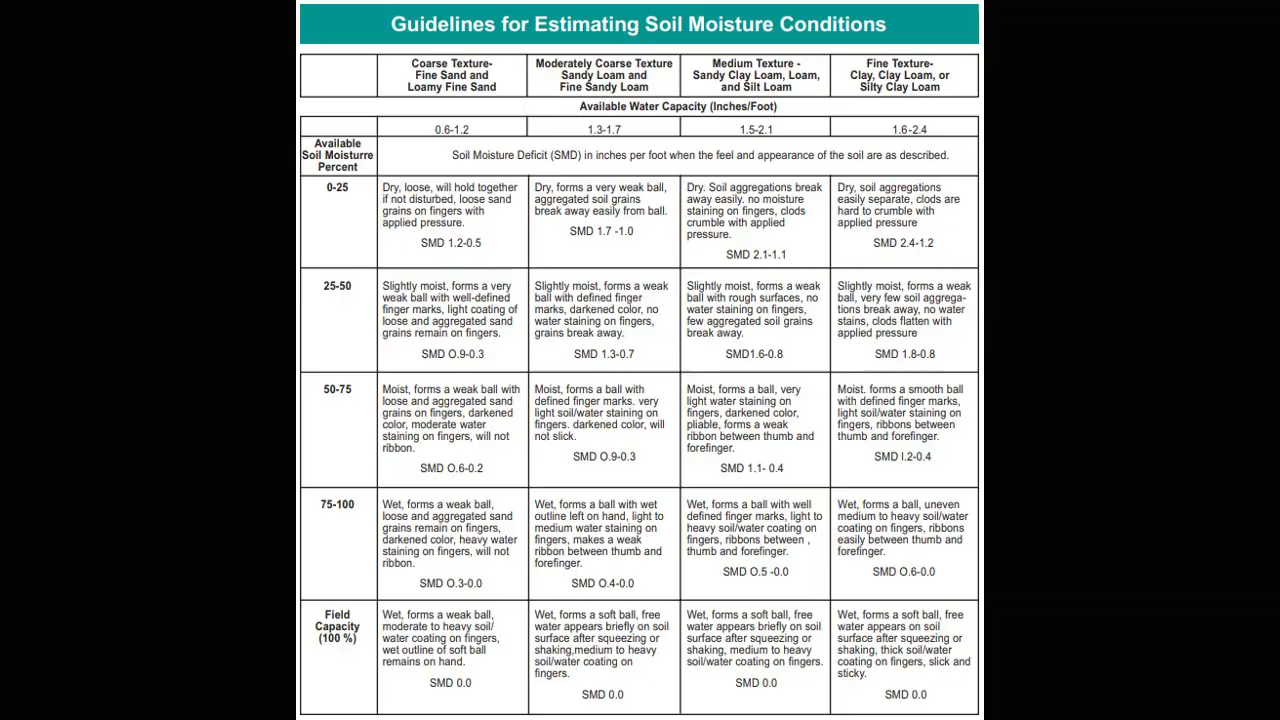 Guidelines for Estimating Soil Moisture Conditions
Coarse Texture-
Fine Sand and
Loamy Fine Sand
Moderately Coarse Texture
Sandy Loam and
Fine Sandy Loam
Medium Texture -
Sandy Clay Loam, Loam,
and Silt Loam
Fine Texture-
Clay, Clay Loam, or
Silty Clay Loam
Available Water Capacity (Inches/Foot)
0.6-1.2
1.3-1.7
1.5-2.1
1.6-2.4
Available
Soil Moisturre
Percent
Soil Moisture Deficit (SMD) in inches per foot when the feel and appearance of the soil are as described.
0-25
Dry, loose, will hold together
if not disturbed, loose sand
grains on fingers with
applied pressure.
SMD 1.2-0.5
Dry, forms a very weak ball,
aggregated soil grains
break away easily from ball.
SMD 1.7 -1.0
Dry. Soil aggregations break
away easily. no moisture
staining on fingers, clods
crumble with applied
pressure.
SMD 2.1-1.1
Dry, soil aggregations
easily separate, clods are
hard to crumble with
applied pressure
SMD 2.4-1.2
25-50
Slightly moist, forms a very
weak ball with well-defined
finger marks, light coating of
loose and aggregated sand
grains remain on fingers.
SMD O.9-0.3
Slightly moist, forms a weak
ball with defined finger
marks, darkened color, no
water staining on fingers,
grains break away.
SMD 1.3-0.7
Slightly moist, forms a weak
ball with rough surfaces, no
water staining on fingers,
few aggregated soil grains
break away.
SMD1.6-0.8
Slightly moist, forms a weak
ball, very few soil aggrega-
tions break away, no water
stains, clods flatten with
applied pressure
SMD 1.8-0.8
50-75
Moist, forms a weak ball with
loose and aggregated sand
grains on fingers, darkened
color, moderate water
staining on fingers, will not
ribbon.
SMD O.6-0.2
Moist, forms a ball with
defined finger marks. very
light soil/water staining on
fingers. darkened color, will
not slick.
SMD O.9-0.3
Moist, forms a ball, very
light water staining on
fingers, darkened color,
pliable, forms a weak
ribbon between thumb and
forefinger.
SMD 1.1- 0.4
Moist. forms a smooth ball
with defined finger marks,
light soil/water staining on
fingers, ribbons between
thumb and forefinger.
SMD l.2-0.4
75-100
Wet, forms a weak ball,
loose and aggregated sand
grains remain on fingers,
darkened color, heavy water
staining on fingers, will not
ribbon.
SMD O.3-0.0
Wet, forms a ball with wet
outline left on hand, light to
medium water staining on
fingers, makes a weak
ribbon between thumb and
forefinger.
SMD O.4-0.0
Wet, forms a ball with well
defined finger marks, light to
heavy soil/water coating on
fingers, ribbons between ,
thumb and forefinger.
SMD O.5 -0.0
Wet, forms a ball, uneven
medium to heavy soil/water
coating on fingers, ribbons
easily between thumb and
forefinger.
SMD O.6-0.0
Field
Capacity
(100 %)
Wet, forms a weak ball,
moderate to heavy soil/
water coating on fingers,
wet outline of soft ball
remains on hand.
SMD 0.0
Wet, forms a soft ball, free
water appears briefly on soil
surface after squeezing or
shaking,medium to heavy
soil/water coating on
fingers.
SMD 0.0
Wet, forms a soft ball, free
water appears briefly on soil
surface after squeezing or
shaking, medium to heavy
soil/water coating on fingers.
SMD 0.0
Wet, forms a soft ball, free
water appears on soil
surface after squeezing or
shaking, thick soil/water
coating on fingers, slick and
sticky.
SMD 0.0